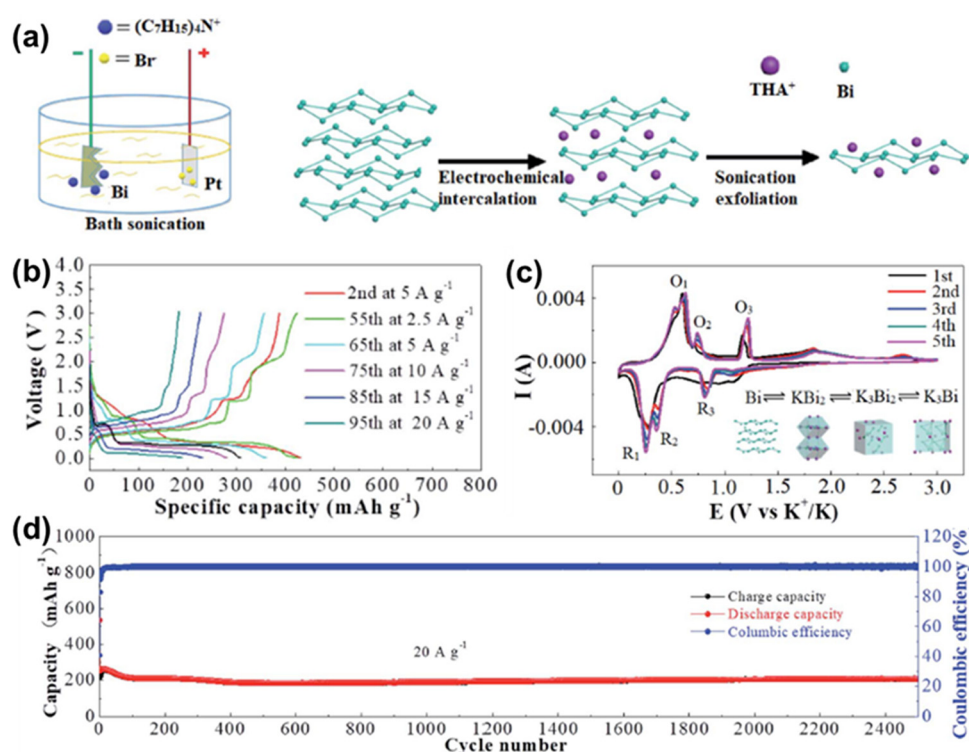 (a)
= (C₇H₁₅)₄N⁺
= Br
−
+
Bi
Pt
Bath sonication
Electrochemical
intercalation
THA⁺
Bi
Sonication
exfoliation
(b)
4.0
3.5
3.0
2.5
2.0
1.5
1.0
0.5
0.0
Voltage ( V )
2nd at 5 A g⁻¹
55th at 2.5 A g⁻¹
65th at 5 A g⁻¹
75th at 10 A g⁻¹
85th at 15 A g⁻¹
95th at 20 A g⁻¹
0 100 200 300 400 500 600 700 800
Specific capacity (mAh g⁻¹)
(c)
0.004
0.000
-0.004
I (A)
O₁
O₂
O₃
1st
2nd
3rd
4th
5th
R₁
R₂
R₃
Bi⇌ KBi₂ ⇌ K₃Bi₂ ⇌ K₃Bi
0.0 0.5 1.0 1.5 2.0 2.5 3.0
E (V vs K⁺/K)
(d)
1000
800
600
400
200
0
Capacity (mAh g⁻¹)
20 A g⁻¹
Charge capacity
Discharge capacity
Columbic efficiency
120
100
80
60
40
20
0
Coulombic efficiency (%
0 200 400 600 800 1000 1200 1400 1600 1800 2000 2200 2400
Cycle number